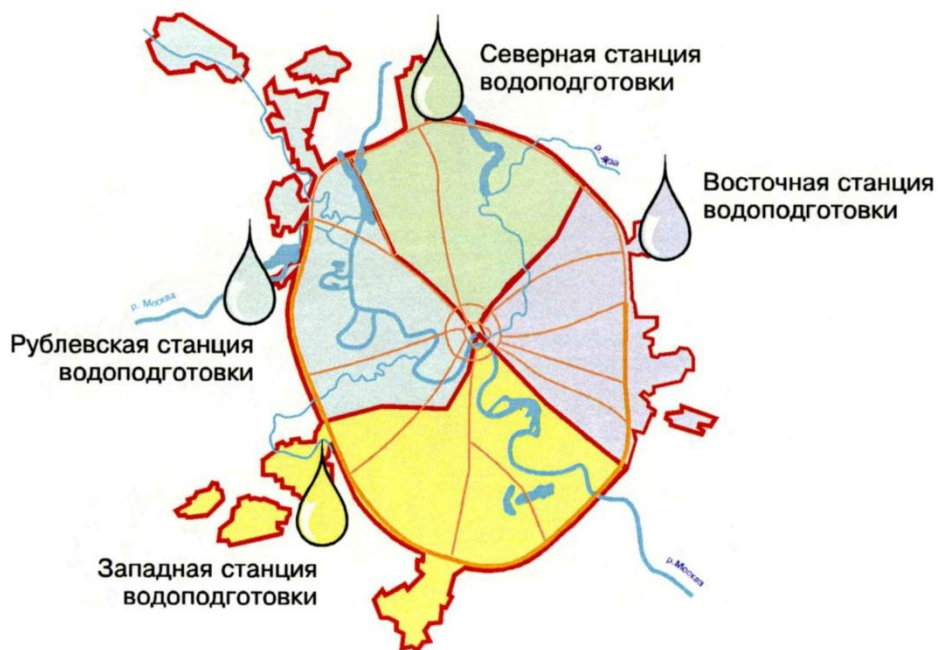 Северная станция
водоподготовки
Восточная станция
водоподготовки
р. Москва
Рублевская станция
водоподготовки
Западная станция
водоподготовки
р.Москва
р.